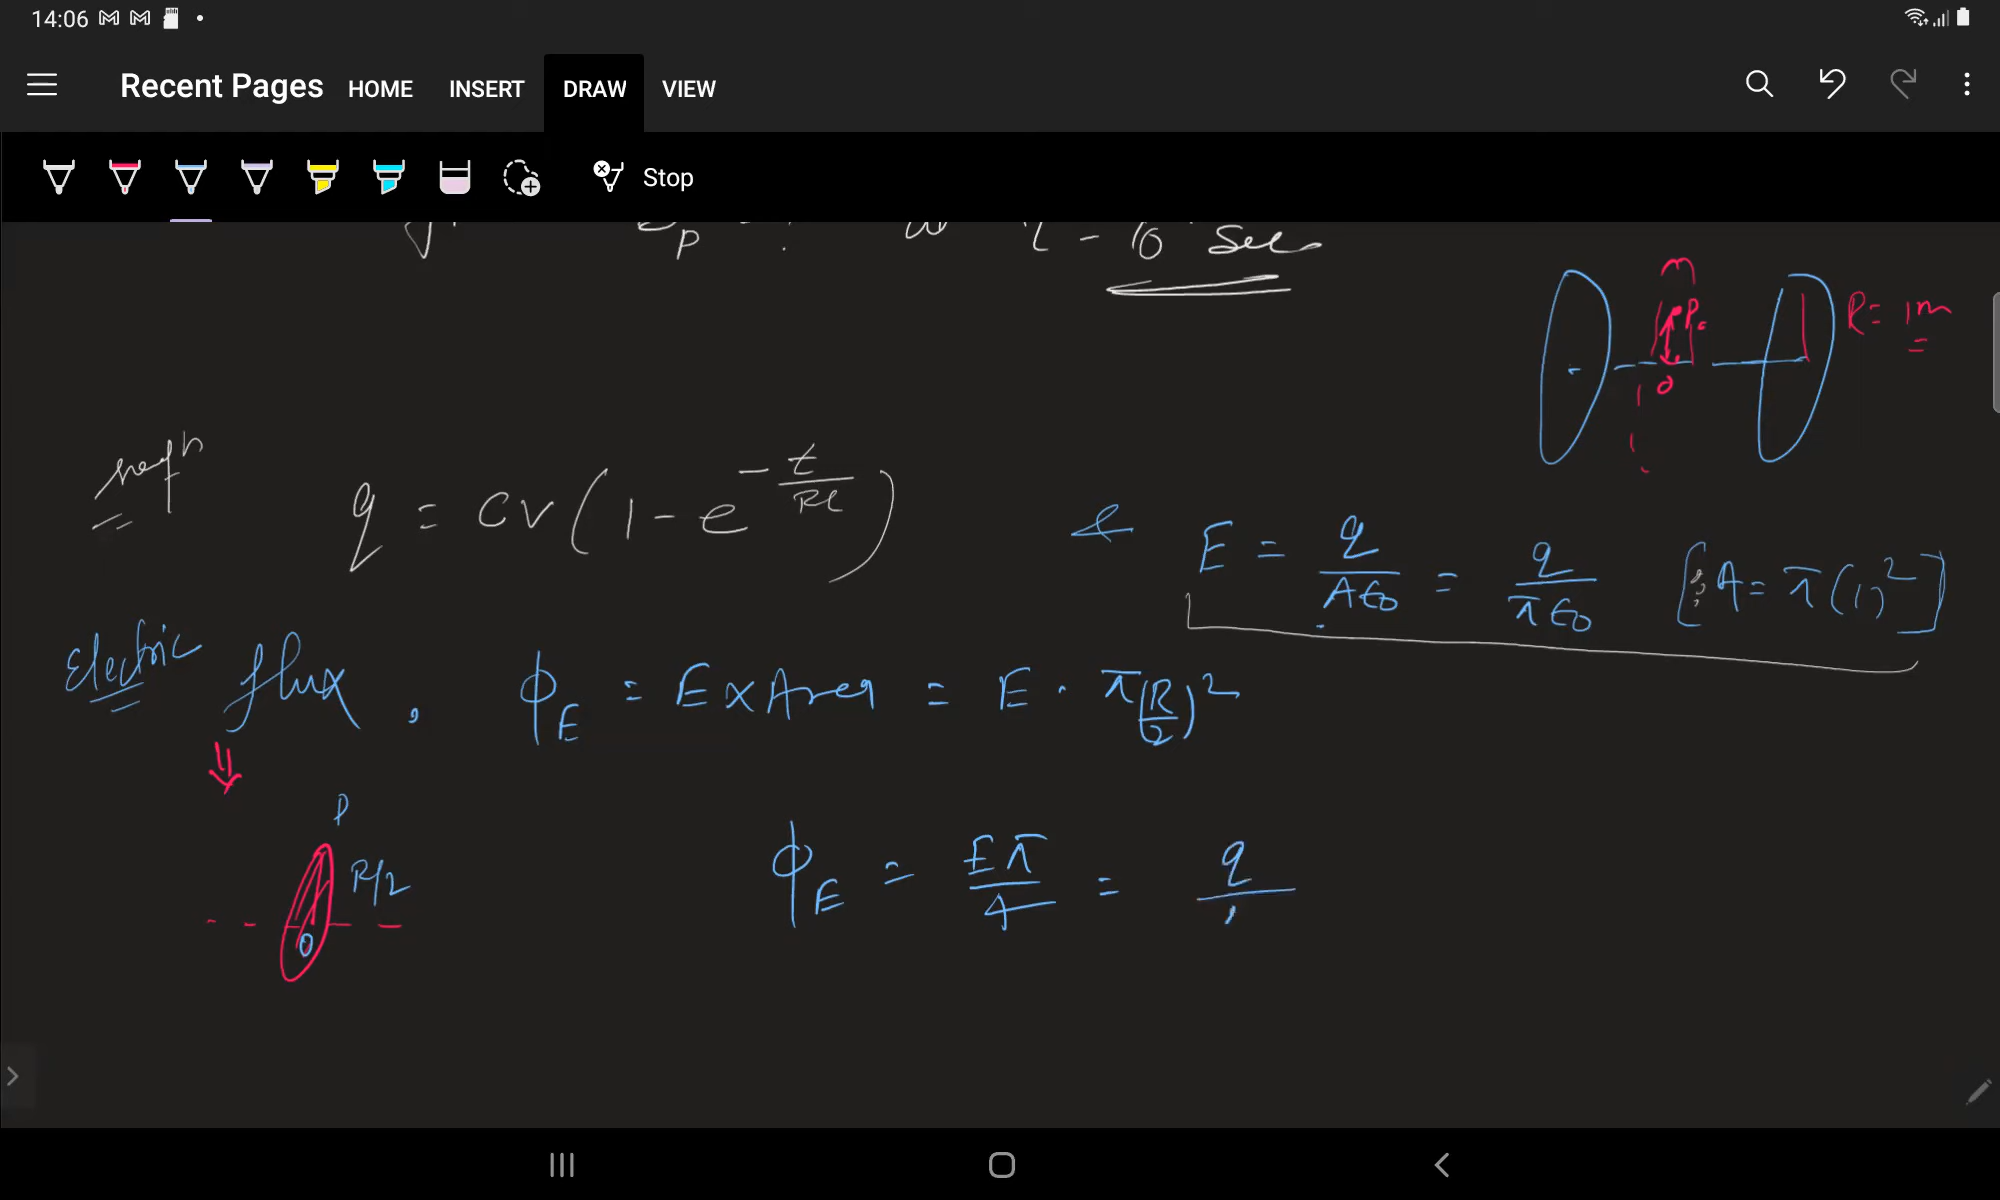 14:06
Recent Pages HOME INSERT DRAW VIEW
Stop
p = ? at t = 10 sec
R = 1m
P
O
q = CV(1 - e^{-t/RC}) & E = q/Aε0 = q/πε0 [∵ A = π(1)^2]
Electric flux, ϕE = E x Area = E · π(R/2)^2
P
R/2
O
ϕE = Eπ/4 = q/